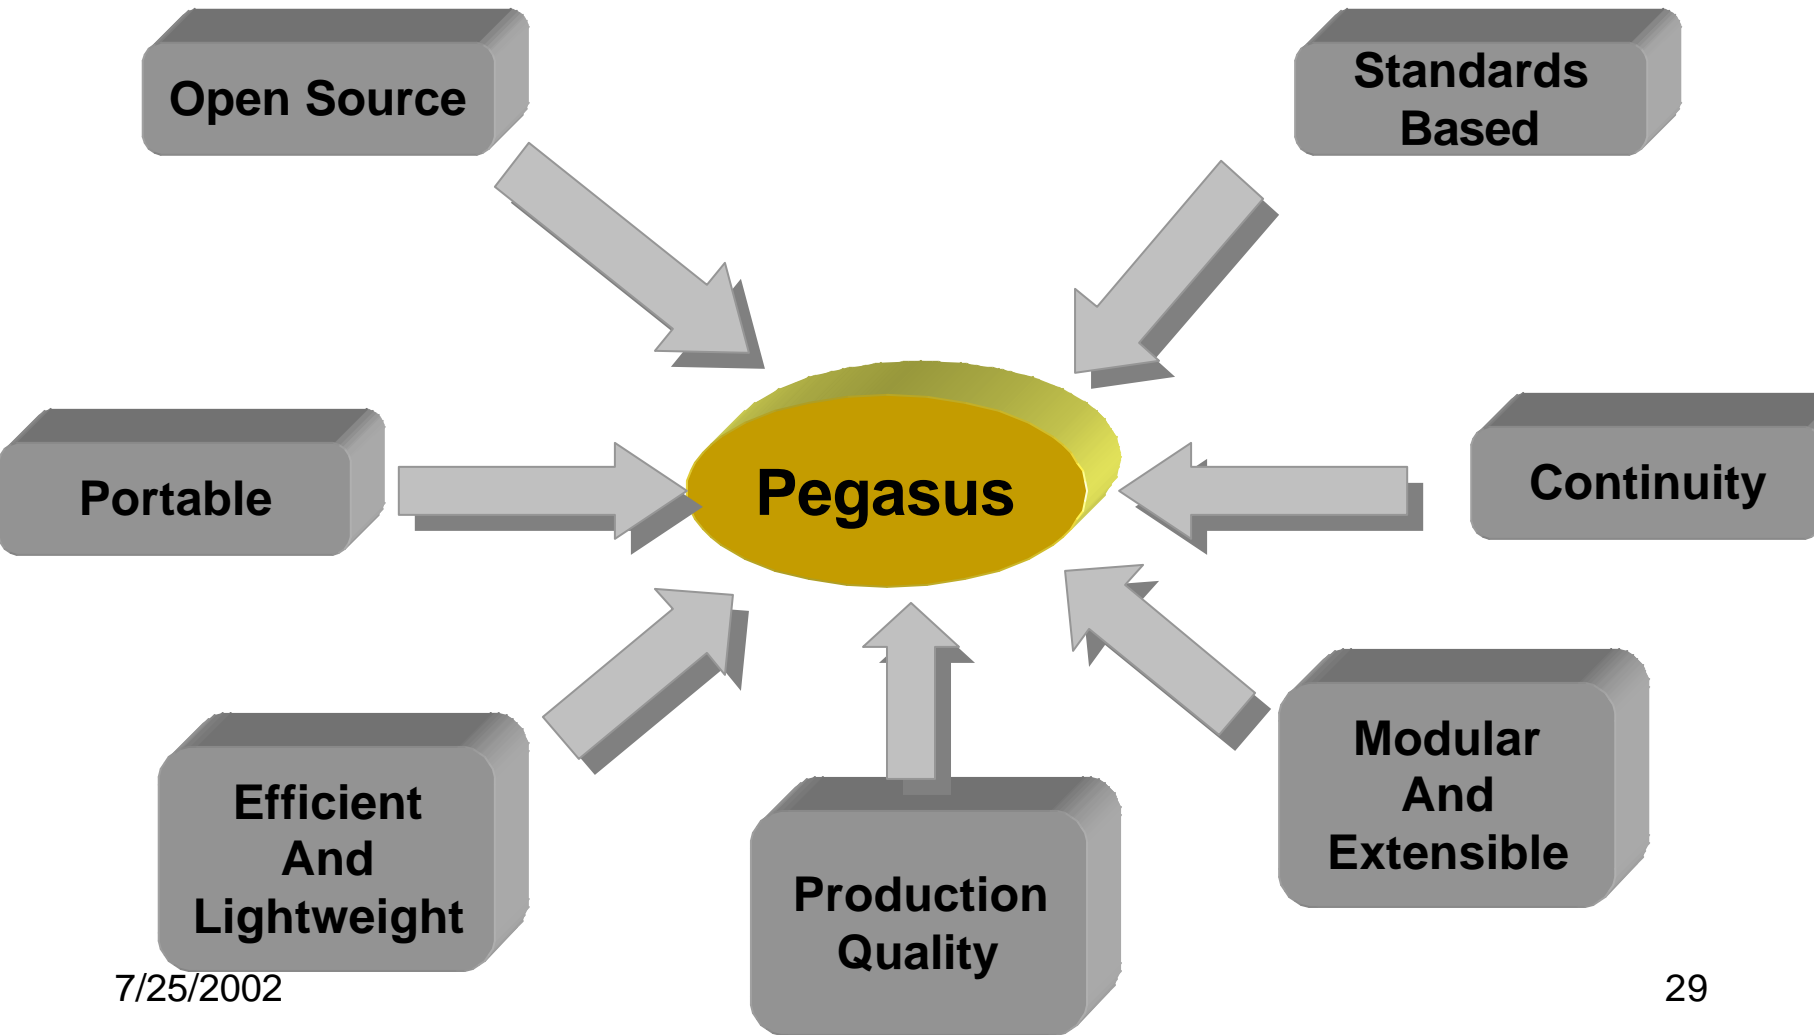 Open Source
Standards
Based
Portable
Pegasus
Continuity
Efficient
And
Lightweight
Production
Quality
Modular
And
Extensible
7/25/2002
29